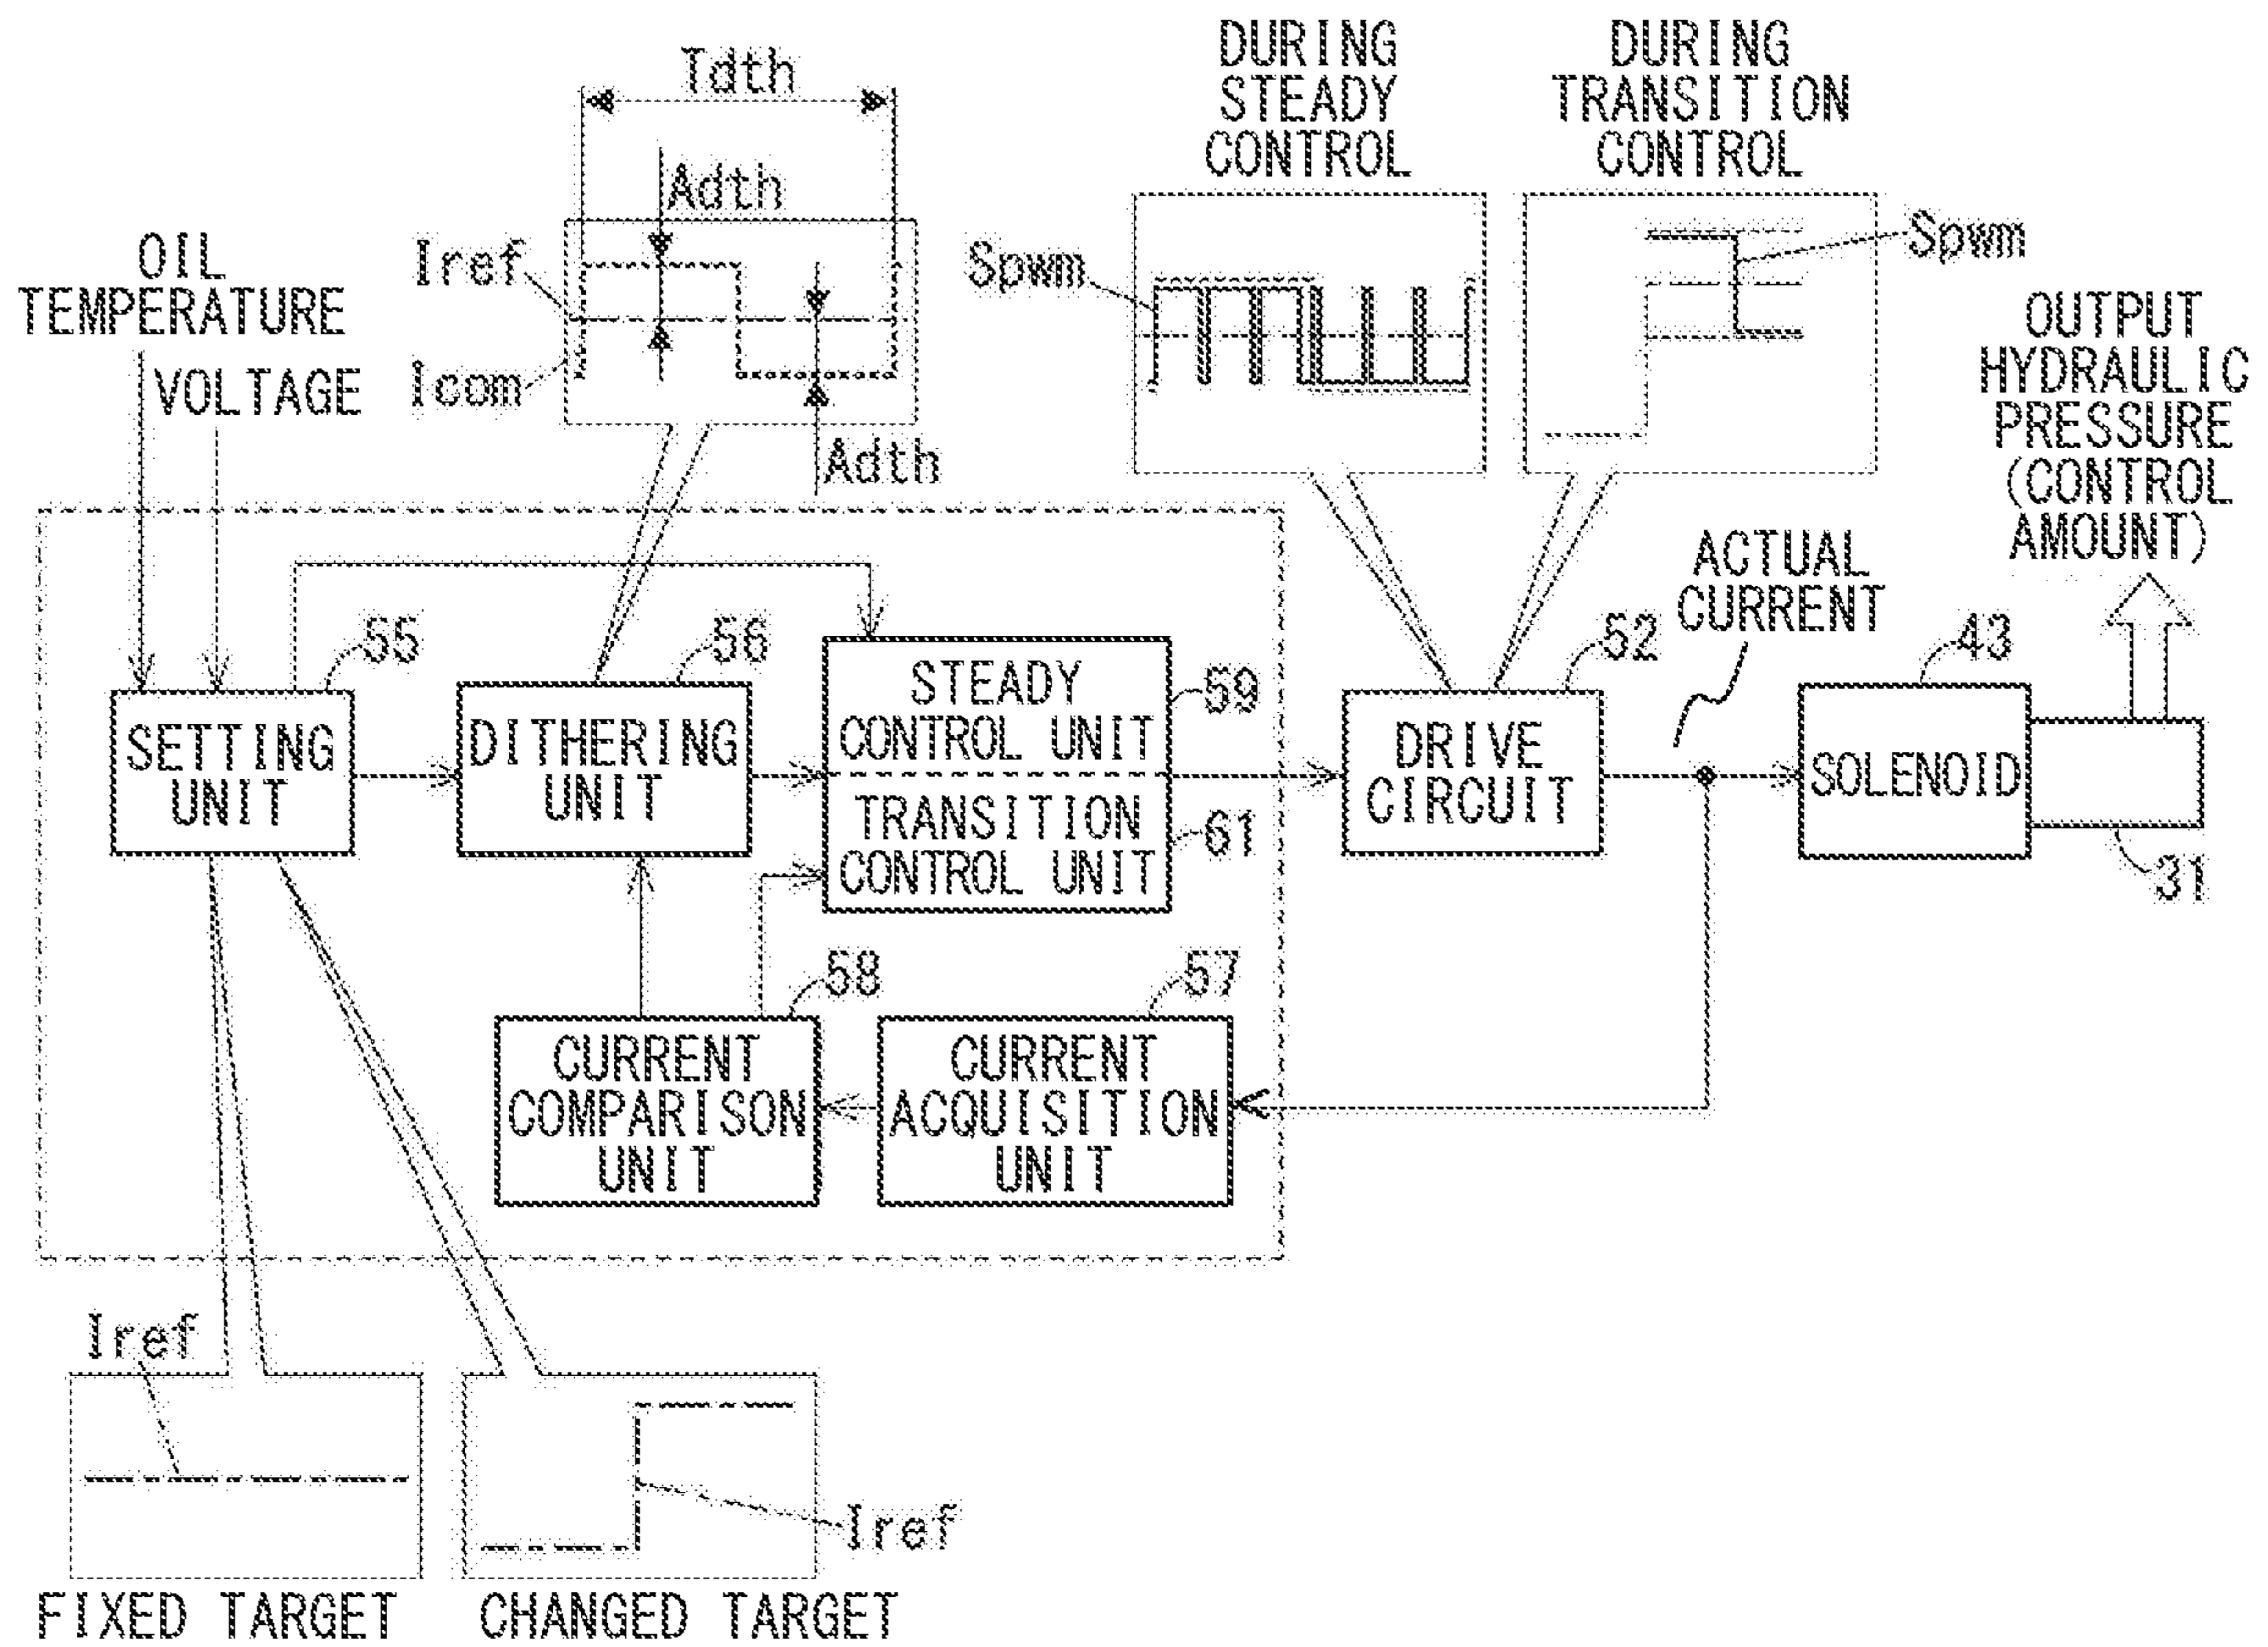 Tdth
Adth
Iref
Icom
Adth
DURING
STEADY
CONTROL
DURING
TRANSITION
CONTROL
Spwm
Spwm
OIL
TEMPERATURE
VOLTAGE
OUTPUT
HYDRAULIC
PRESSURE
(CONTROL
AMOUNT)
ACTUAL
CURRENT
55
SETTING
UNIT
56
DITHERING
UNIT
STEADY
CONTROL UNIT
59
TRANSITION
CONTROL UNIT
61
52
DRIVE
CIRCUIT
43
SOLENOID
31
58
CURRENT
COMPARISON
UNIT
57
CURRENT
ACQUISITION
UNIT
Iref
FIXED TARGET
Iref
CHANGED TARGET